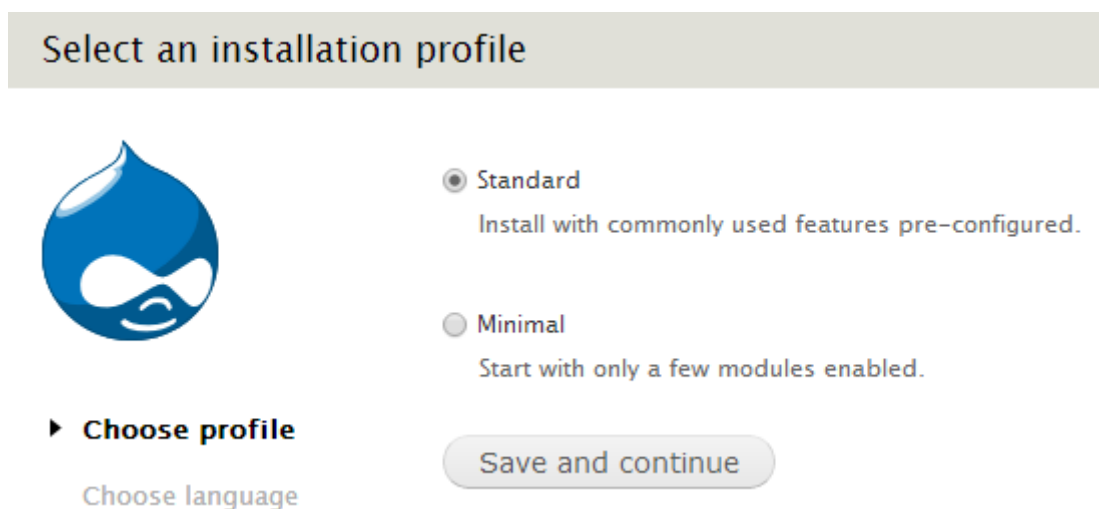 Select an installation profile
Standard
Install with commonly used features pre-configured.
Minimal
Start with only a few modules enabled.
Choose profile
Save and continue
Choose language